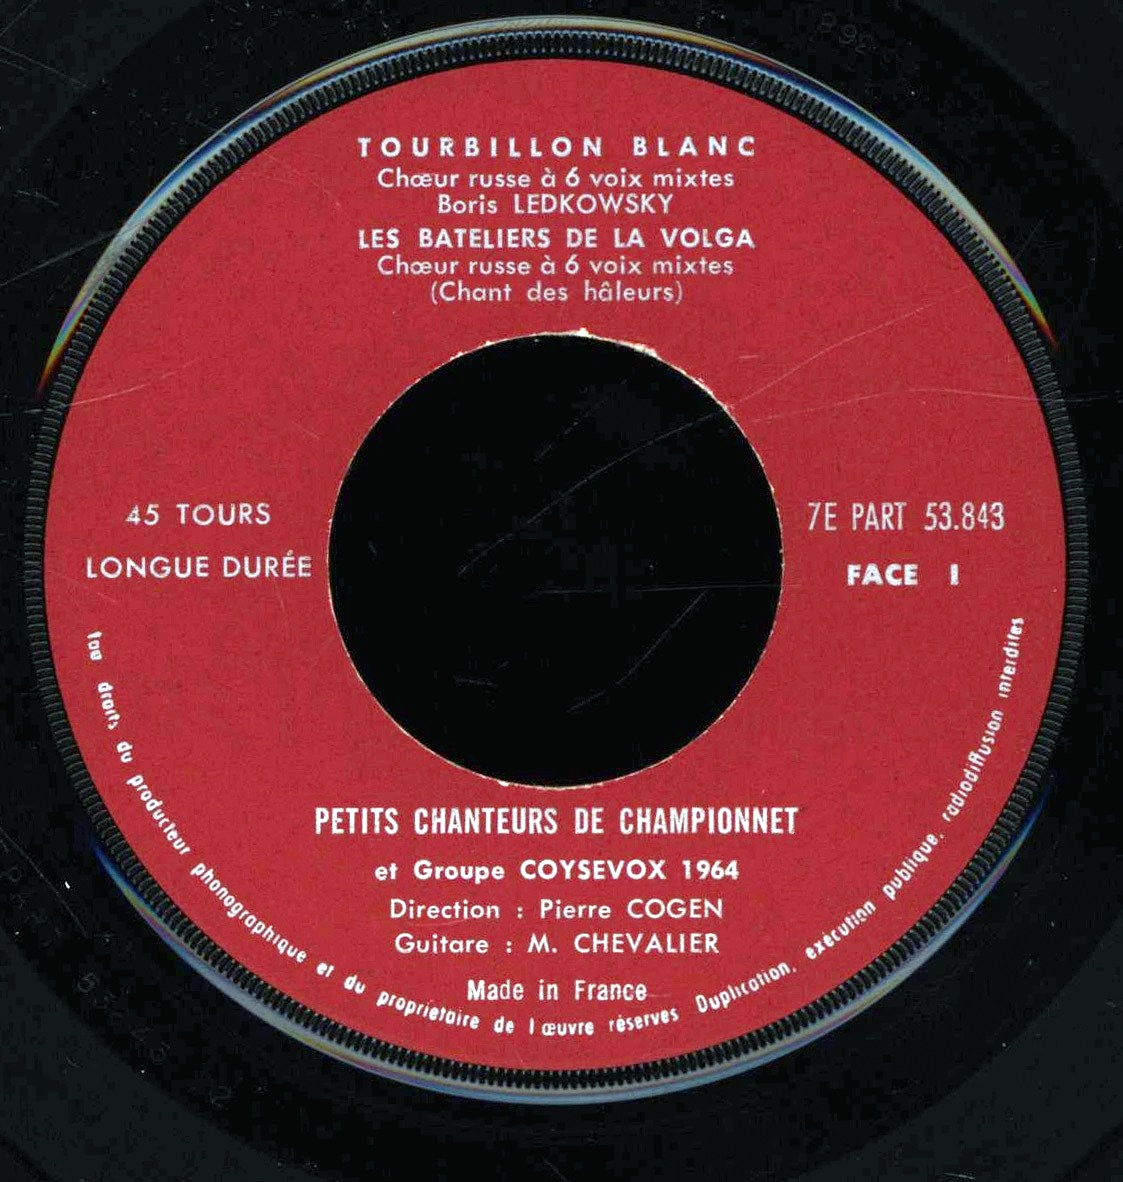 TOURBILLON BLANC
Chœur russe à 6 voix mixtes
Boris LEDKOWSKY
LES BATELIERS DE LA VOLGA
Chœur russe à 6 voix mixtes
(Chant des hâleurs)
45 TOURS
LONGUE DURÉE
7E PART 53.843
FACE I
PETITS CHANTEURS DE CHAMPIONNET
et Groupe COYSEVOX 1964
Direction : Pierre COGEN
Guitare : M. CHEVALIER
Made in France
droits du producteur phonographique et du propriétaire de l œuvre réservés Duplication, exécution publique, radiodiffusion interdites